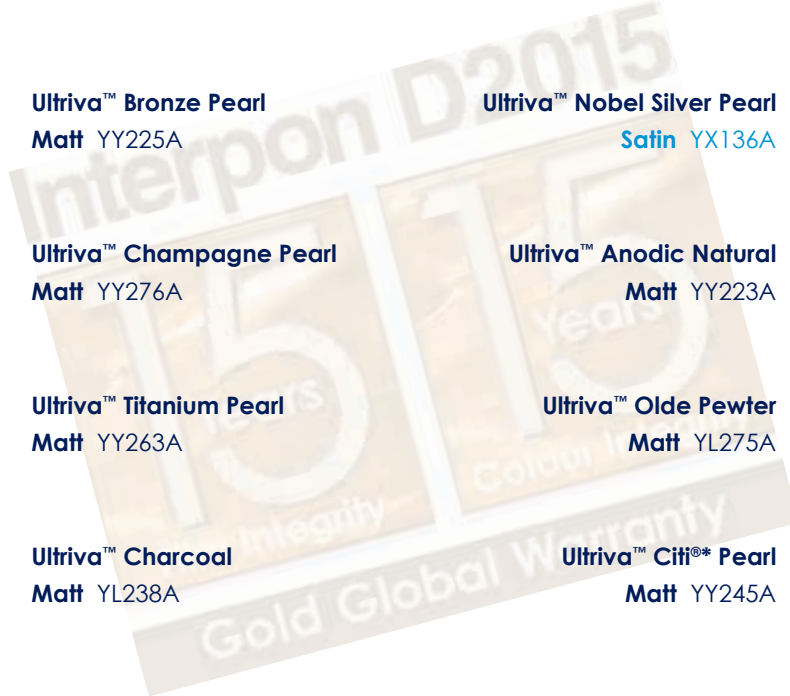 Interpon D2015
Ultriva™ Bronze Pearl
Matt YY225A
Ultriva™ Nobel Silver Pearl
Satin YX136A
Ultriva™ Champagne Pearl
Matt YY276A
Ultriva™ Anodic Natural
Matt YY223A
15
Years
15
Years
Ultriva™ Titanium Pearl
Matt YY263A
Ultriva™ Olde Pewter
Matt YL275A
Integrity
Colour
Ultriva™ Charcoal
Matt YL238A
Ultriva™ Citi®* Pearl
Matt YY245A
Gold Global Warranty